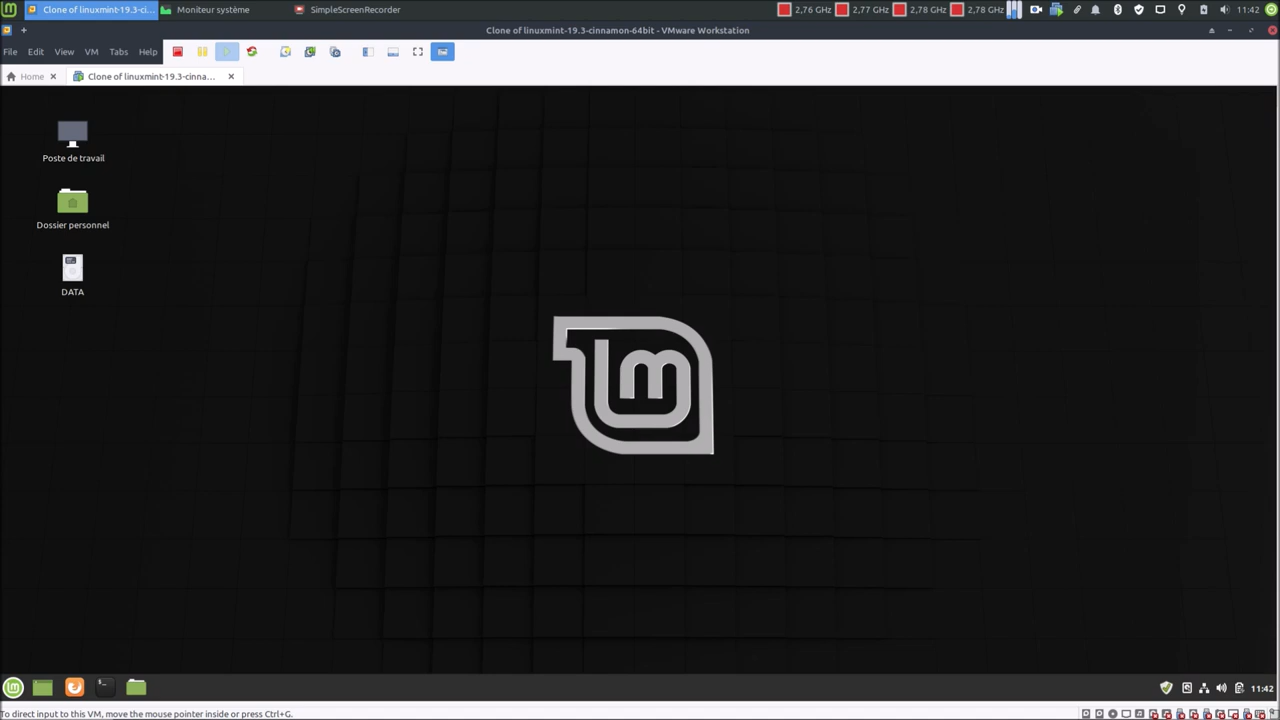 Clone of linuxmint-19.3-ci... Moniteur système SimpleScreenRecorder 2,76 GHz 2,77 GHz 2,78 GHz 2,78 GHz 11:42
Clone of linuxmint-19.3-cinnamon-64bit - VMware Workstation
File Edit View VM Tabs Help
Home Clone of linuxmint-19.3-cinna...
Poste de travail
Dossier personnel
DATA
lm
11:42
To direct input to this VM, move the mouse pointer inside or press Ctrl+G.